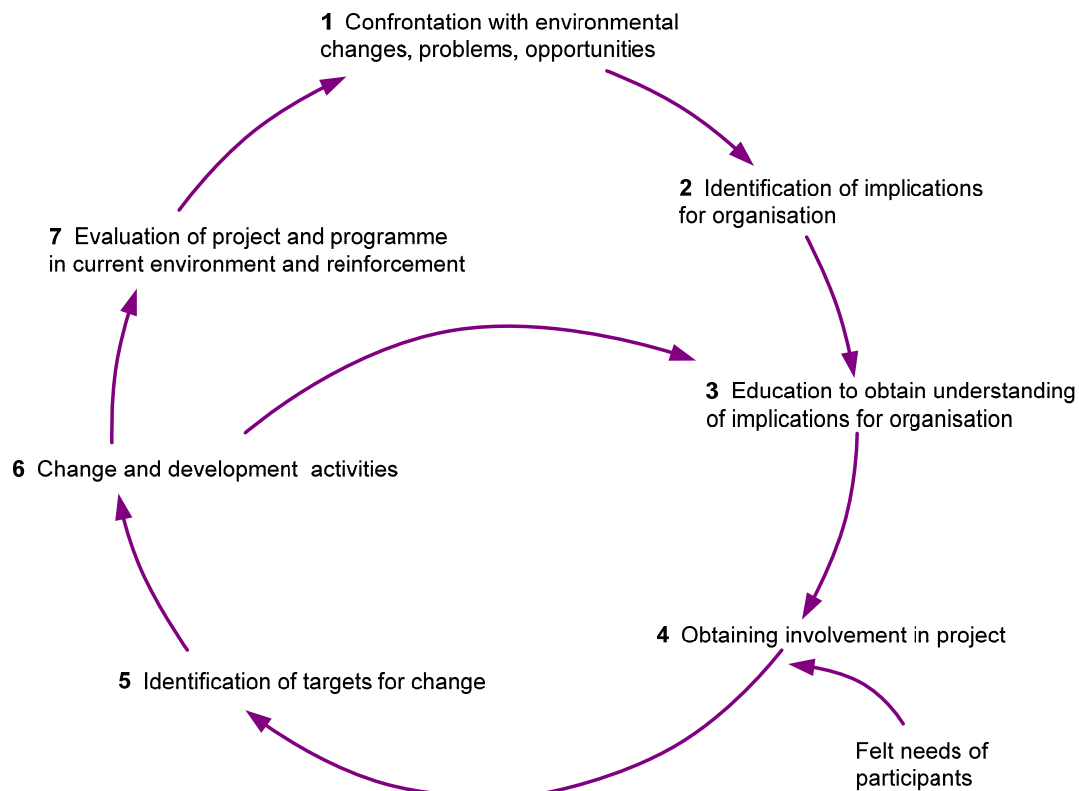 1 Confrontation with environmental
changes, problems, opportunities
2 Identification of implications
for organisation
7 Evaluation of project and programme
in current environment and reinforcement
3 Education to obtain understanding
of implications for organisation
6 Change and development activities
4 Obtaining involvement in project
5 Identification of targets for change
Felt needs of
participants